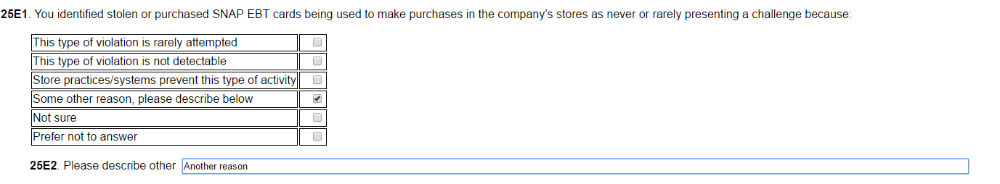 25E1. You identified stolen or purchased SNAP EBT cards being used to make purchases in the company's stores as never or rarely presenting a challenge because:
This type of violation is rarely attempted
This type of violation is not detectable
Store practices/systems prevent this type of activity
Some other reason, please describe below
Not sure
Prefer not to answer
25E2. Please describe other Another reason